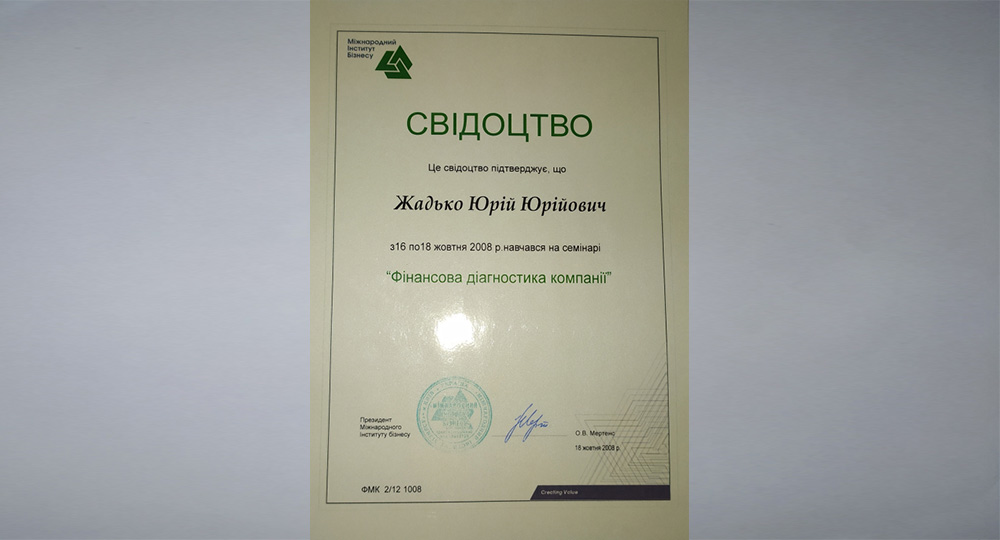 Міжнародний
Інститут
Бізнесу
СВІДОЦТВО
Це свідоцтво підтверджує, що
Жадько Юрій Юрійович
з16 по18 жовтня 2008 р.навчався на семінарі
“Фінансова діагностика компанії”
Президент
Міжнародного
Інституту бізнесу
О.В. Мертенс
18 жовтня 2008 р.
ФМК 2/12 1008
Creating Value